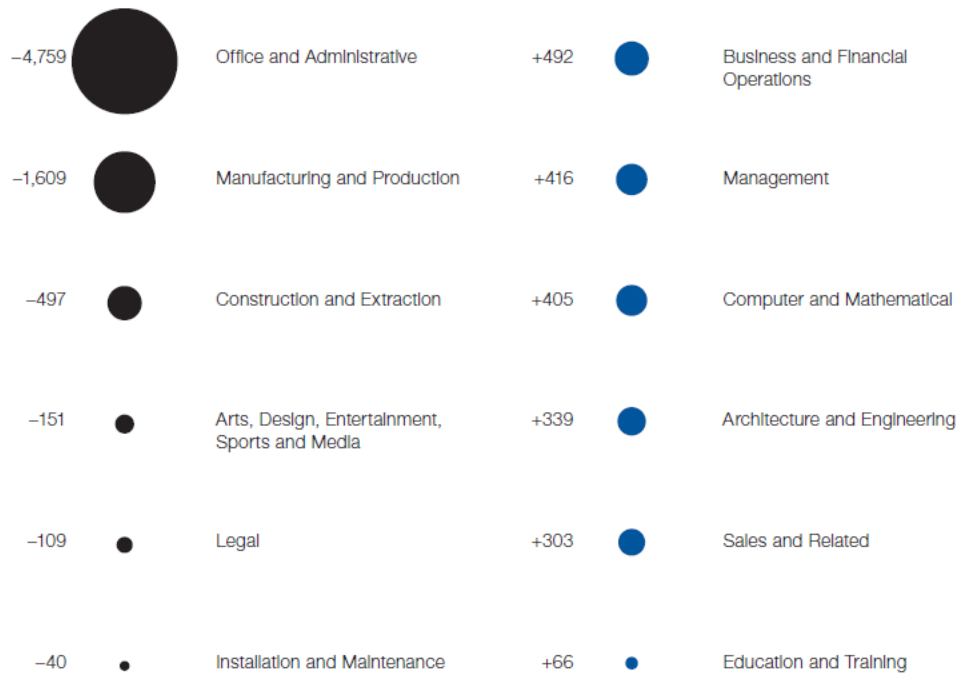 –4,759 Office and Administrative +492 Business and Financial
Operations
–1,609 Manufacturing and Production +416 Management
–497 Construction and Extraction +405 Computer and Mathematical
–151 Arts, Design, Entertainment, +339 Architecture and Engineering
Sports and Media
–109 Legal +303 Sales and Related
–40 Installation and Maintenance +66 Education and Training